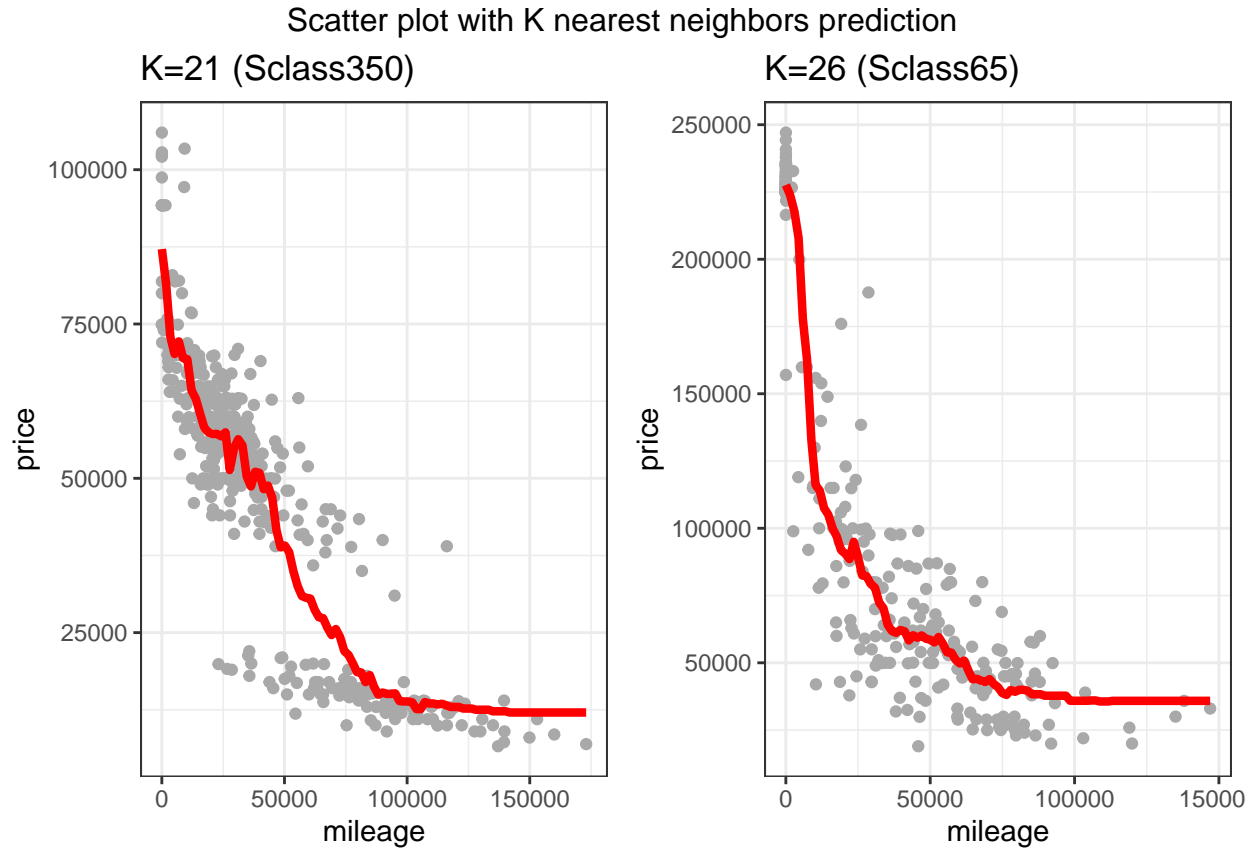 Scatter plot with K nearest neighbors prediction
K=21 (Sclass350)
100000
75000
50000
25000
price
0 50000 100000 150000
mileage
K=26 (Sclass65)
250000
200000
150000
100000
50000
price
0 50000 100000 15000
mileage